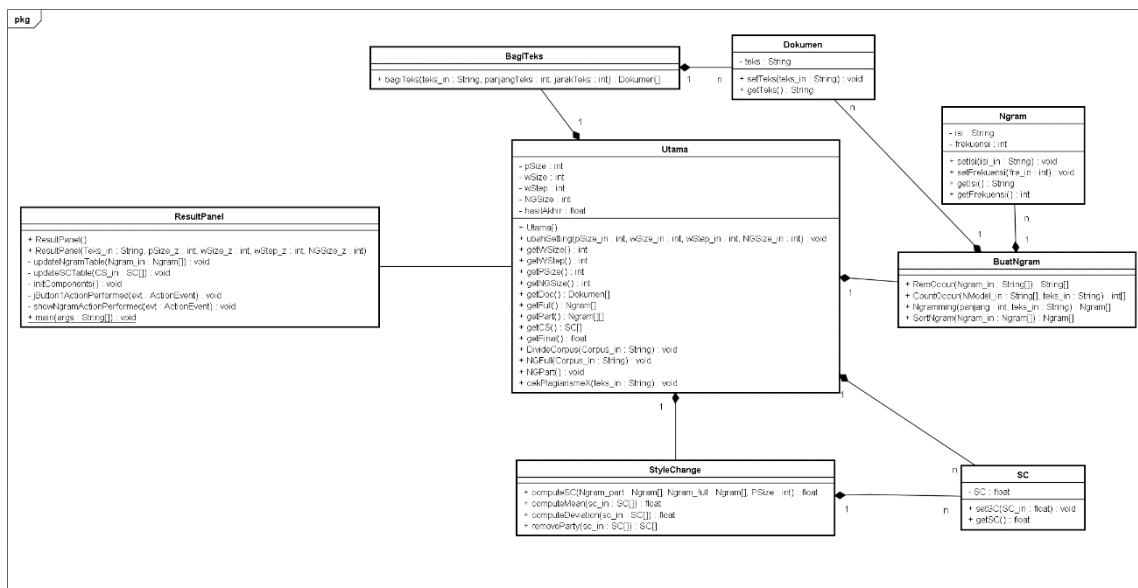 pkg
BagiTeks
+ bagiTeks(teks_in : String, panjangTeks : int, jarakTeks : int) : Dokumen[]
1
n
Dokumen
- teks : String
+ setTeks(teks_in : String) : void
+ getTeks() : String
n
Ngram
- isi : String
- frekuensi : int
+ setIsi(isi_in : String) : void
+ setFrekuensi(fre_in : int) : void
+ getIsi() : String
+ getFrekuensi() : int
n
1
Utama
- pSize : int
- wSize : int
- wStep : int
- NGSize : int
- hasilAkhir : float
~ Utama()
+ ubahSetting(pSize_in : int, wSize_in : int, wStep_in : int, NGSize_in : int) : void
+ getWSize() : int
+ getWStep() : int
+ getPSize() : int
+ getNGSize() : int
+ getDoc() : Dokumen[]
+ getFull() : Ngram[]
+ getPart() : Ngram[][]
+ getCS() : SC[]
+ getFinal() : float
+ DivideCorpus(Corpus_in : String) : void
+ NGFull(Corpus_in : String) : void
+ NGPart() : void
+ cekPlagiarismeX(teks_in : String) : void
ResultPanel
+ ResultPanel()
+ ResultPanel(Teks_in : String, pSize_z : int, wSize_z : int, wStep_z : int, NGSize_z : int)
- updateNgramTable(Ngram_in : Ngram[]) : void
- updateSCTable(CS_in : SC[]) : void
- initComponents() : void
- jButton1ActionPerformed(evt : ActionEvent) : void
- showNgramActionPerformed(evt : ActionEvent) : void
+ main(args : String[]) : void
1
1
BuatNgram
+ RemOccur(Ngram_in : String[]) : String[]
+ CountOccur(NModel_in : String[], teks_in : String) : int[]
+ Ngramming(panjang : int, teks_in : String) : Ngram[]
+ SortNgram(Ngram_in : Ngram[]) : Ngram[]
1
1
1
n
StyleChange
+ computeSC(Ngram_part : Ngram[], Ngram_full : Ngram[], PSize : int) : float
+ computeMean(sc_in : SC[]) : float
+ computeDeviation(sc_in : SC[]) : float
+ removeParty(sc_in : SC[]) : SC[]
1
n
SC
- SC : float
+ setSC(SC_in : float) : void
+ getSC() : float